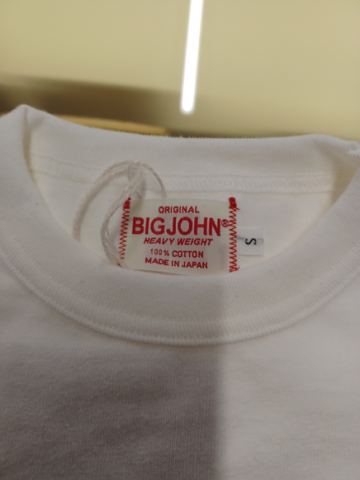 ORIGINAL
BIGJOHN®
HEAVY WEIGHT
100% COTTON
MADE IN JAPAN
S